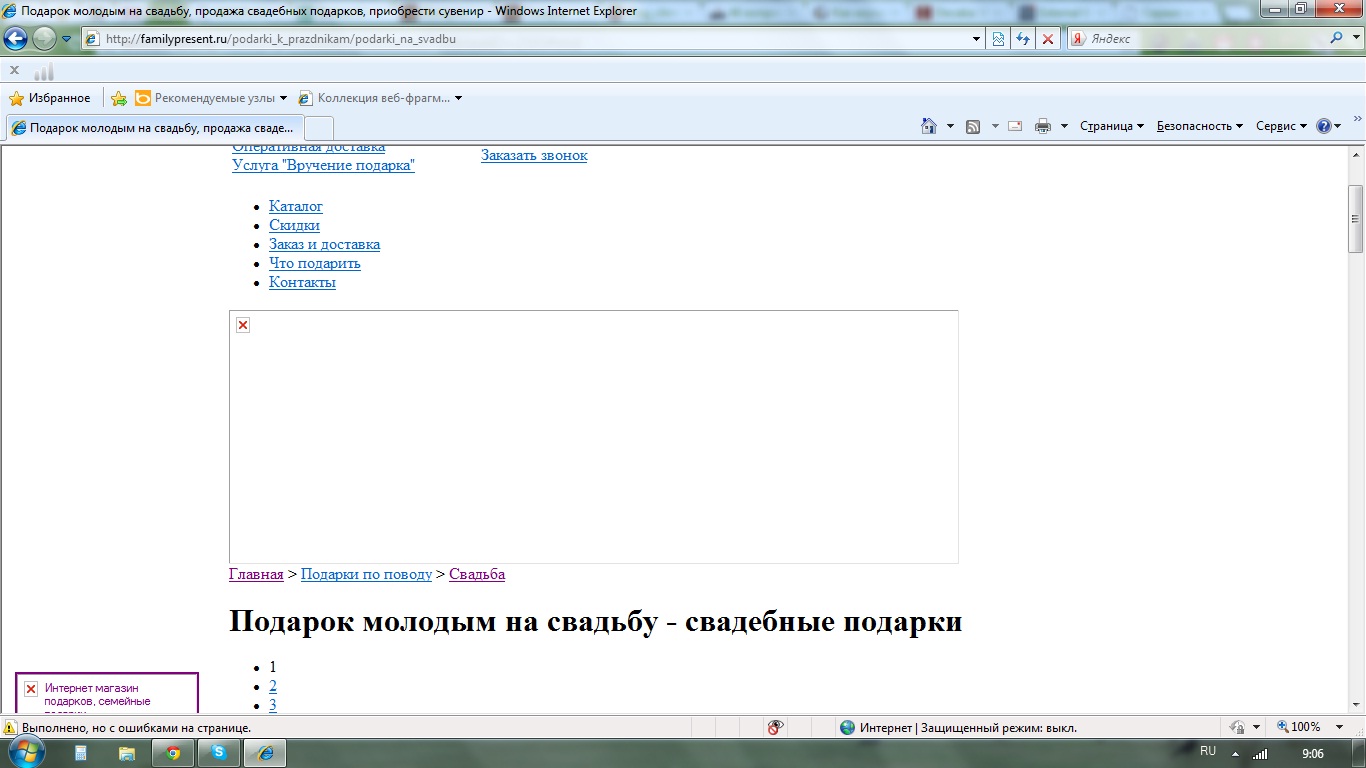 Подарок молодым на свадьбу, продажа свадебных подарков, приобрести сувенир - Windows Internet Explorer
http://familypresent.ru/podarki_k_prazdnikam/podarki_na_svadbu
Яндекс
Избранное
Рекомендуемые узлы
Коллекция веб-фрагм...
Подарок молодым на свадьбу, продажа сваде...
Страница
Безопасность
Сервис
Оперативная доставка
Заказать звонок
Услуга "Вручение подарка"
Каталог
Скидки
Заказ и доставка
Что подарить
Контакты
Главная > Подарки по поводу > Свадьба
Подарок молодым на свадьбу - свадебные подарки
1
2
3
Интернет магазин
подарков, семейные
Выполнено, но с ошибками на странице.
Интернет | Защищенный режим: выкл.
100%
RU
9:06